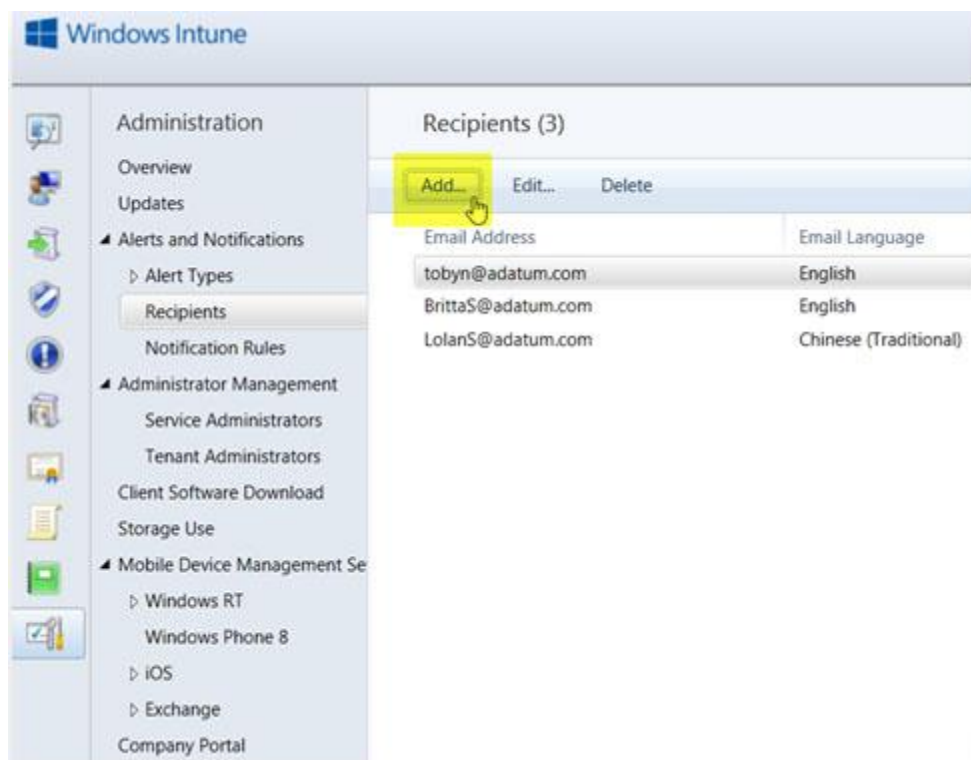 Windows Intune
Administration
Overview
Updates
Alerts and Notifications
Alert Types
Recipients
Notification Rules
Administrator Management
Service Administrators
Tenant Administrators
Client Software Download
Storage Use
Mobile Device Management Se
Windows RT
Windows Phone 8
iOS
Exchange
Company Portal
Recipients (3)
Add... Edit... Delete
Email Address Email Language
tobyn@adatum.com English
BrittaS@adatum.com English
LolanS@adatum.com Chinese (Traditional)